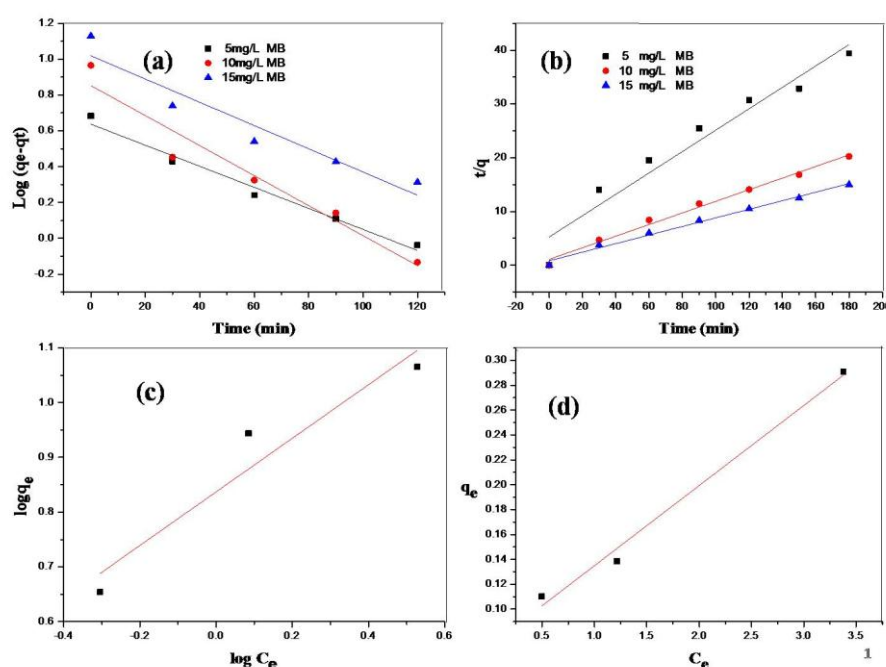 (a)
5mg/L MB
10mg/L MB
15mg/L MB
Log (qe-qt)
1.2
1.0
0.8
0.6
0.4
0.2
0.0
-0.2
0 20 40 60 80 100 120
Time (min)
(b)
5 mg/L MB
10 mg/L MB
15 mg/L MB
t/q
40
30
20
10
0
-20 0 20 40 60 80 100 120 140 160 180 200
Time (min)
(c)
logqe
1.1
1.0
0.9
0.8
0.7
0.6
-0.4 -0.2 0.0 0.2 0.4 0.6
log Ce
(d)
qe
0.30
0.28
0.26
0.24
0.22
0.20
0.18
0.16
0.14
0.12
0.10
0.5 1.0 1.5 2.0 2.5 3.0 3.5
Ce
1